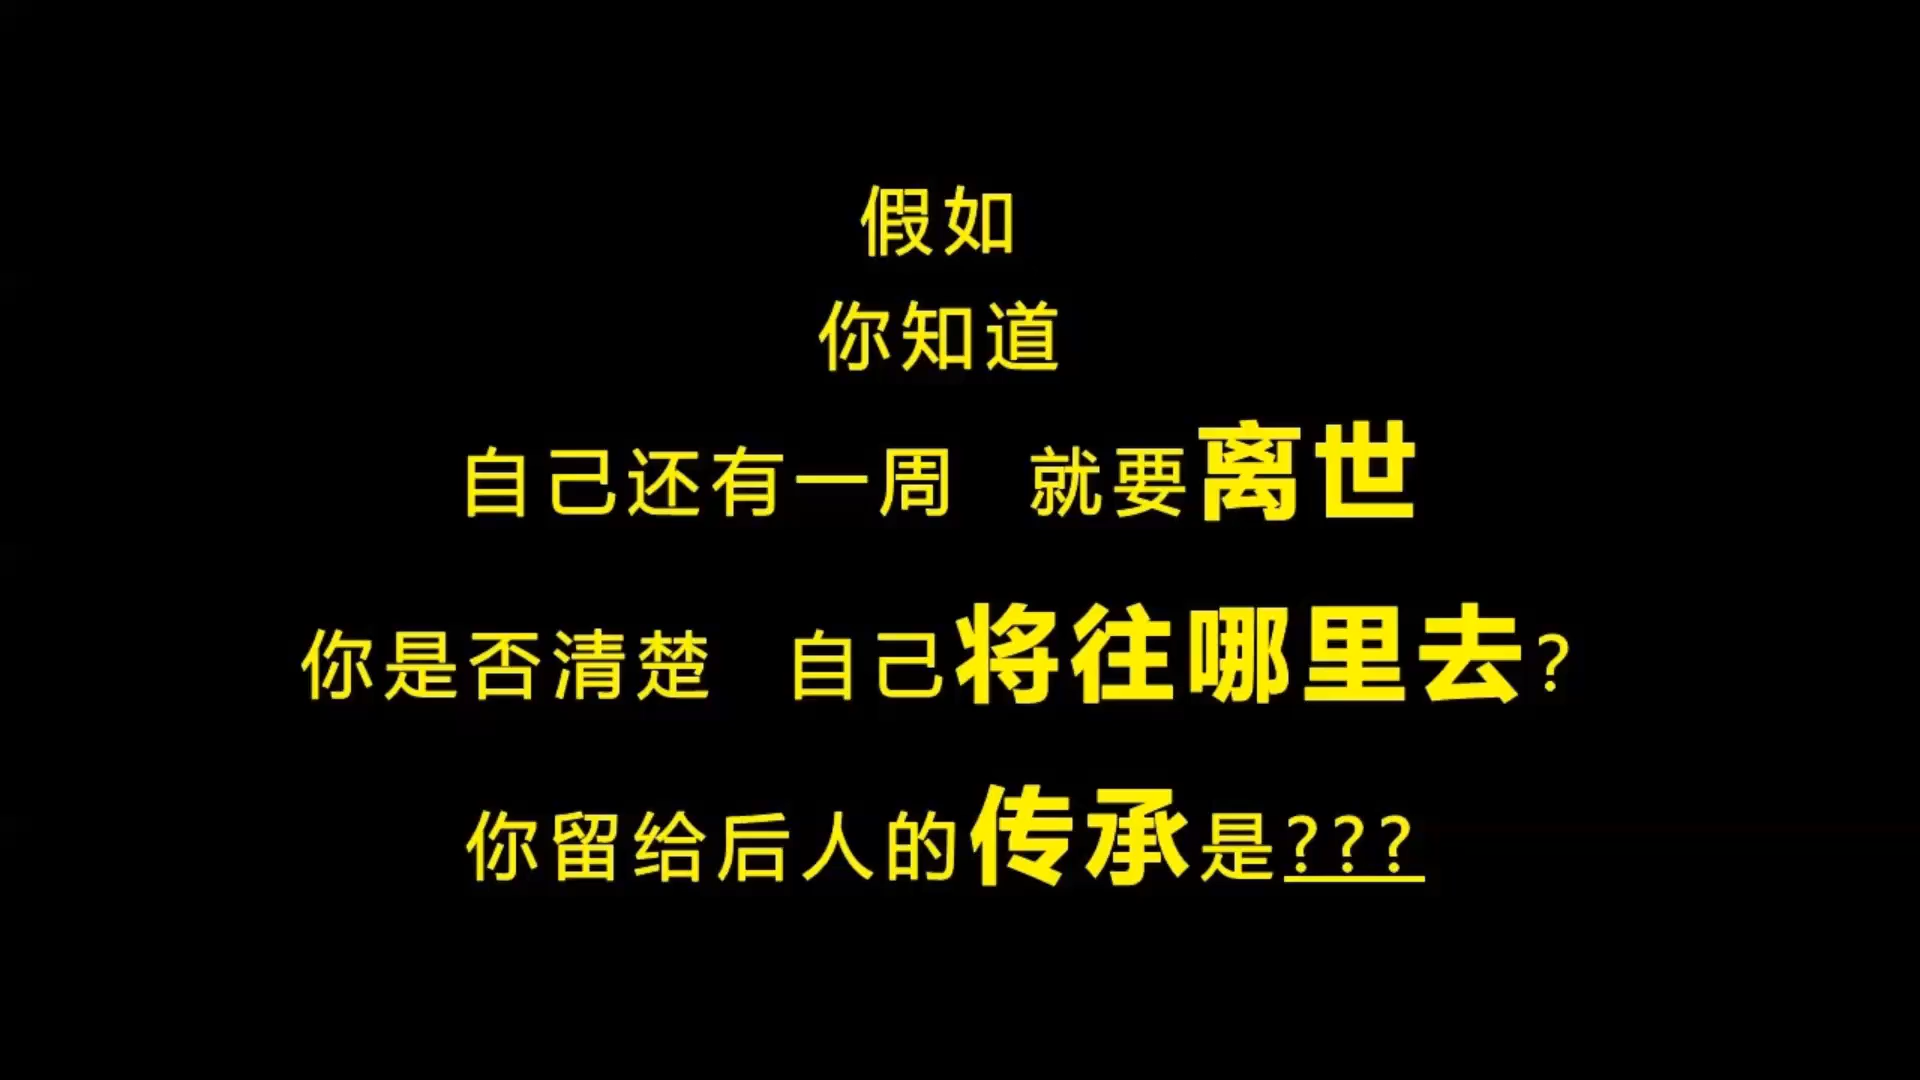 假如
你知道
自己还有一周 就要离世
你是否清楚 自己将往哪里去?
你留给后人的传承是???